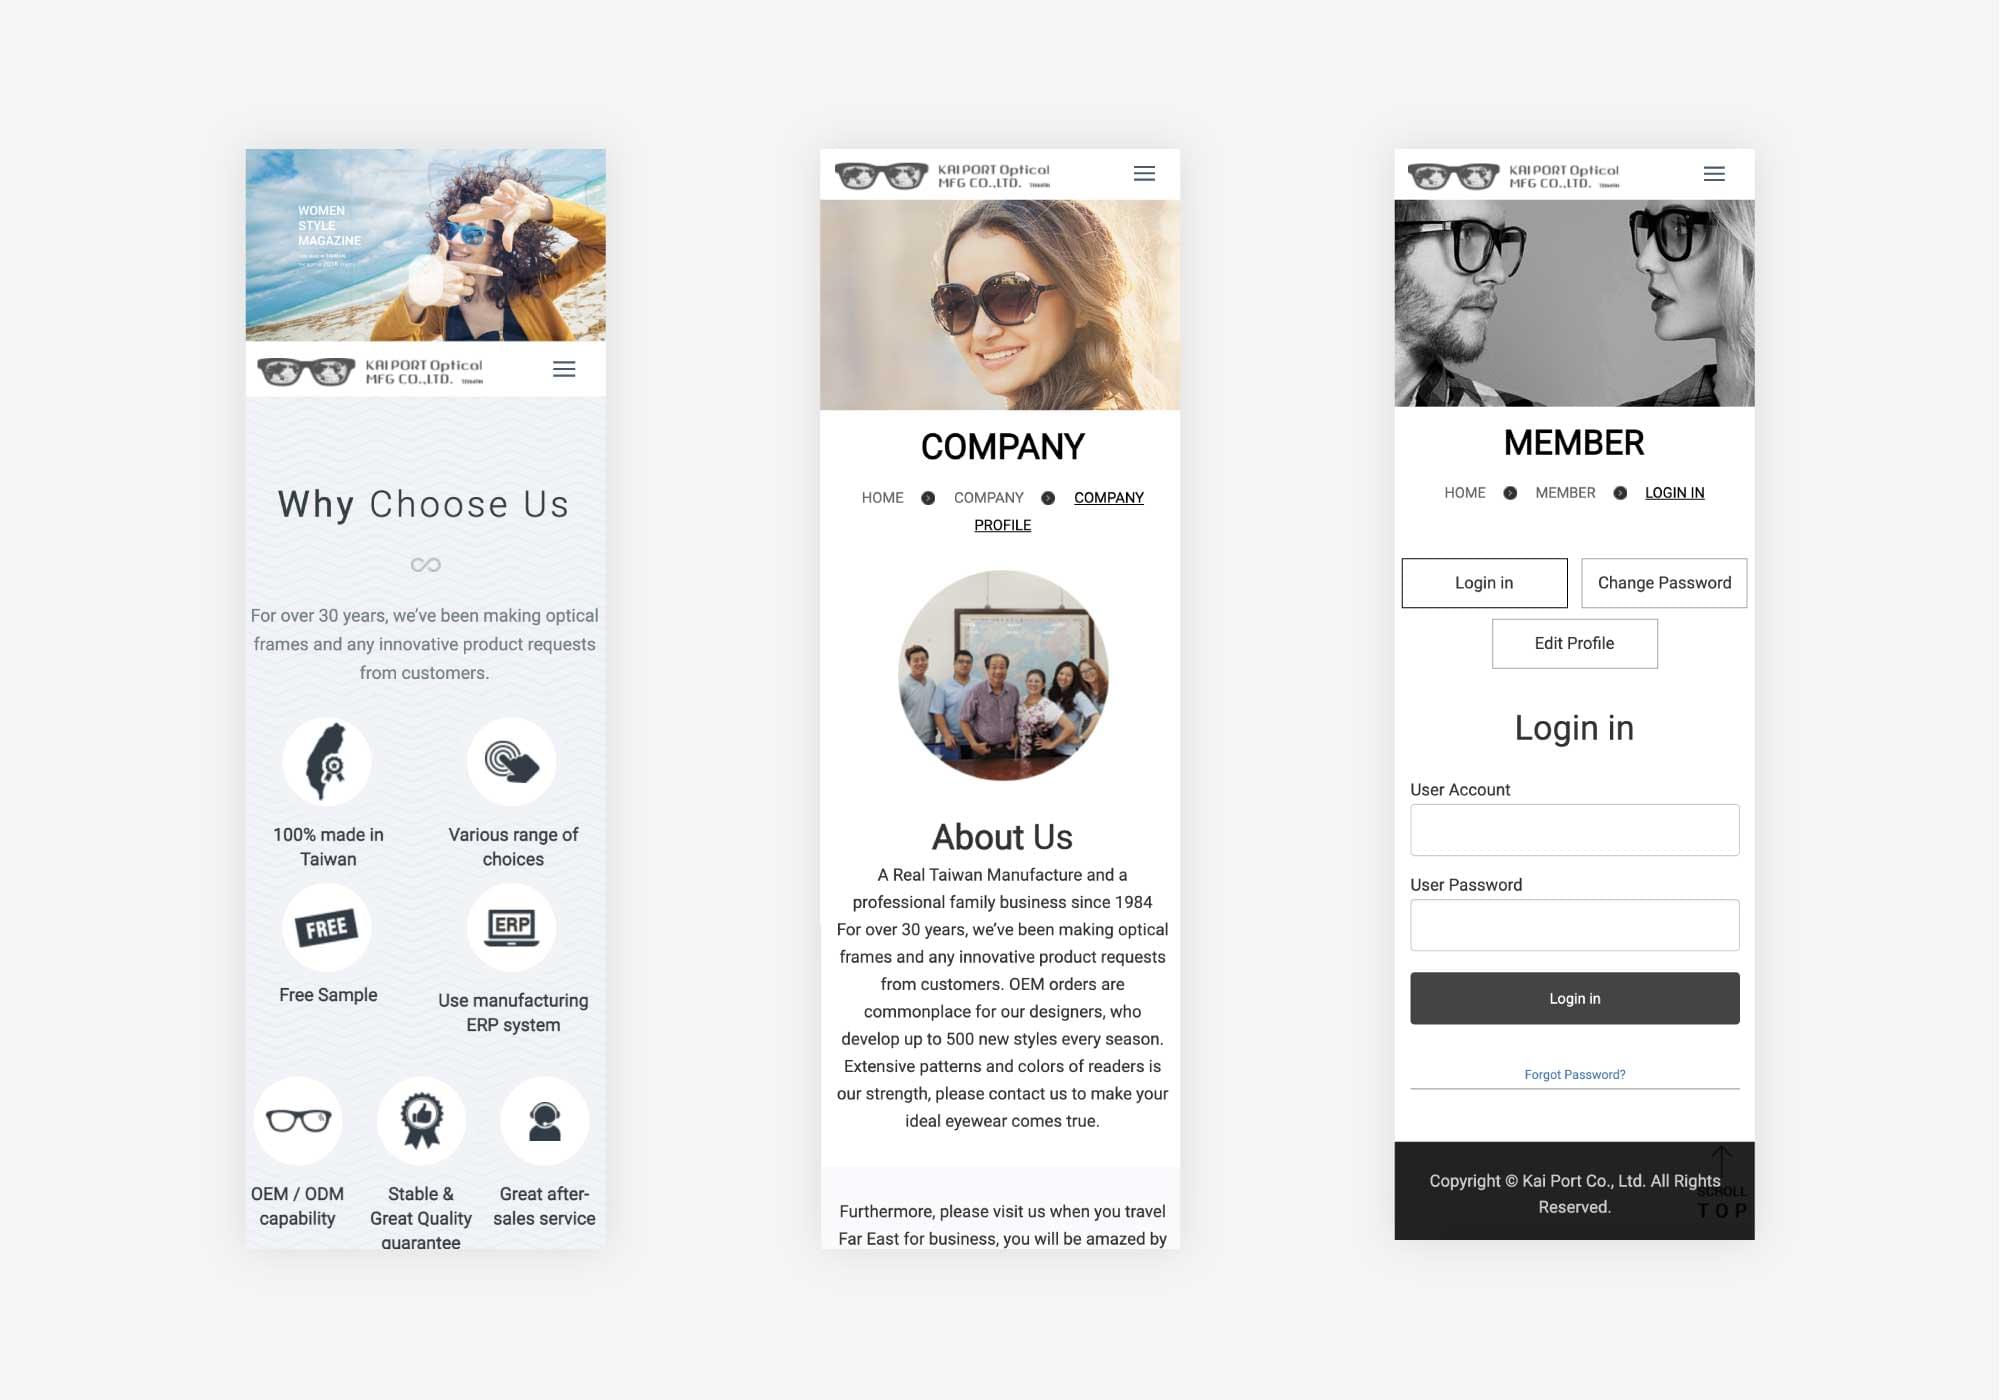 WOMEN
STYLE
MAGAZINE
KAIPORT Optical
MFG CO.,LTD. TAIWAN
Why Choose Us
For over 30 years, we've been making optical
frames and any innovative product requests
from customers.
100% made in
Taiwan
Various range of
choices
FREE
Free Sample
ERP
Use manufacturing
ERP system
OEM / ODM
capability
Stable &
Great Quality
guarantee
Great after-
sales service
KAIPORT Optical
MFG CO.,LTD. TAIWAN
COMPANY
HOME COMPANY COMPANY
PROFILE
About Us
A Real Taiwan Manufacture and a
professional family business since 1984
For over 30 years, we've been making optical
frames and any innovative product requests
from customers. OEM orders are
commonplace for our designers, who
develop up to 500 new styles every season.
Extensive patterns and colors of readers is
our strength, please contact us to make your
ideal eyewear comes true.
Furthermore, please visit us when you travel
Far East for business, you will be amazed by
KAIPORT Optical
MFG CO.,LTD. TAIWAN
MEMBER
HOME MEMBER LOGIN IN
Login in
Change Password
Edit Profile
Login in
User Account
User Password
Login in
Forgot Password?
Copyright © Kai Port Co., Ltd. All Rights
Reserved.
SCROLL
TOP